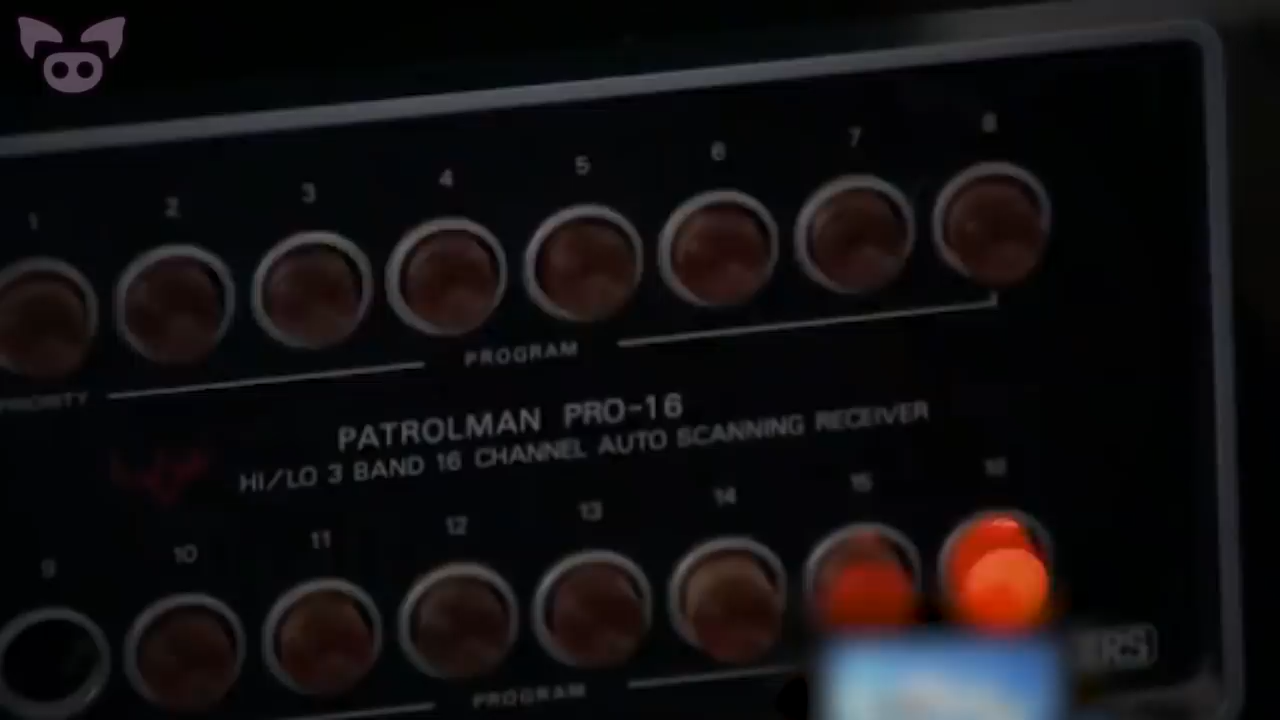 1 2 3 4 5 6 7 8
PRIORITY PROGRAM
PATROLMAN PRO-16
HI/LO 3 BAND 16 CHANNEL AUTO SCANNING RECEIVER
9 10 11 12 13 14 15 16
PROGRAM